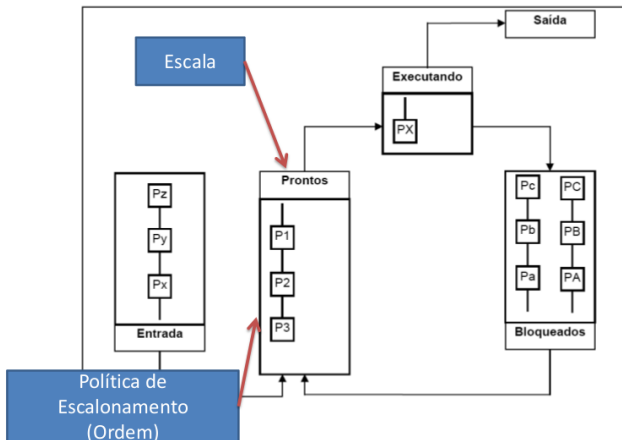 Saída
Escala
Executando
PX
Prontos
Pz
Py
Px
Entrada
P1
P2
P3
Pc
PC
Pb
PB
Pa
PA
Bloqueados
Política de
Escalonamento
(Ordem)